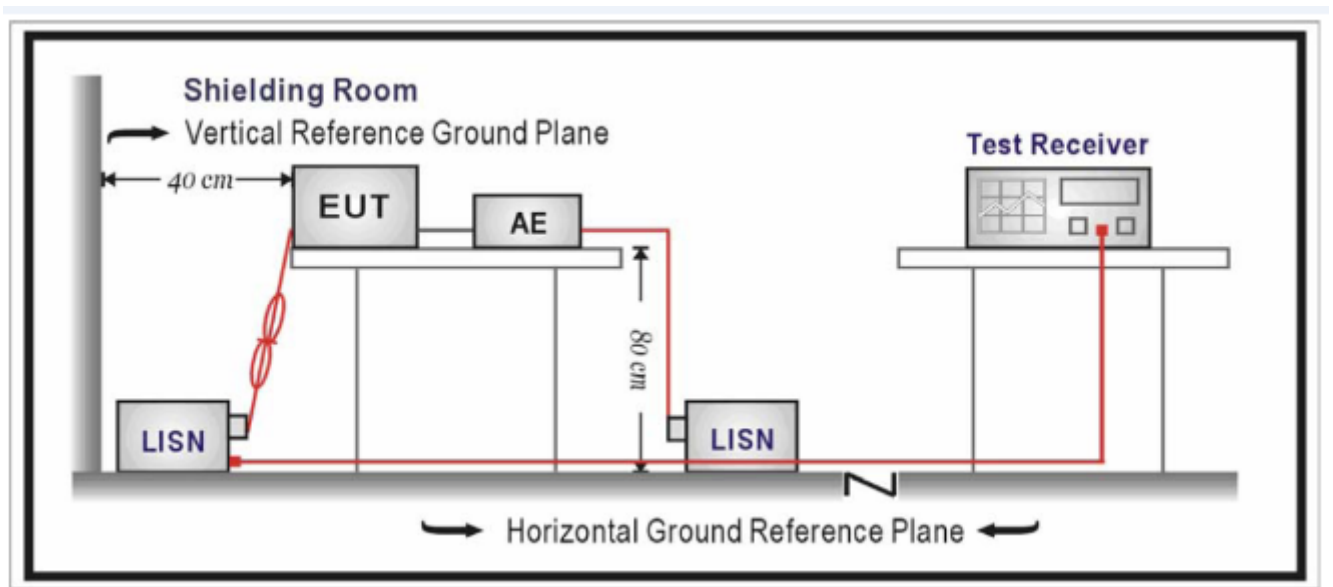 Shielding Room
Vertical Reference Ground Plane
Test Receiver
40 cm
EUT
AE
80 cm
LISN
LISN
Horizontal Ground Reference Plane